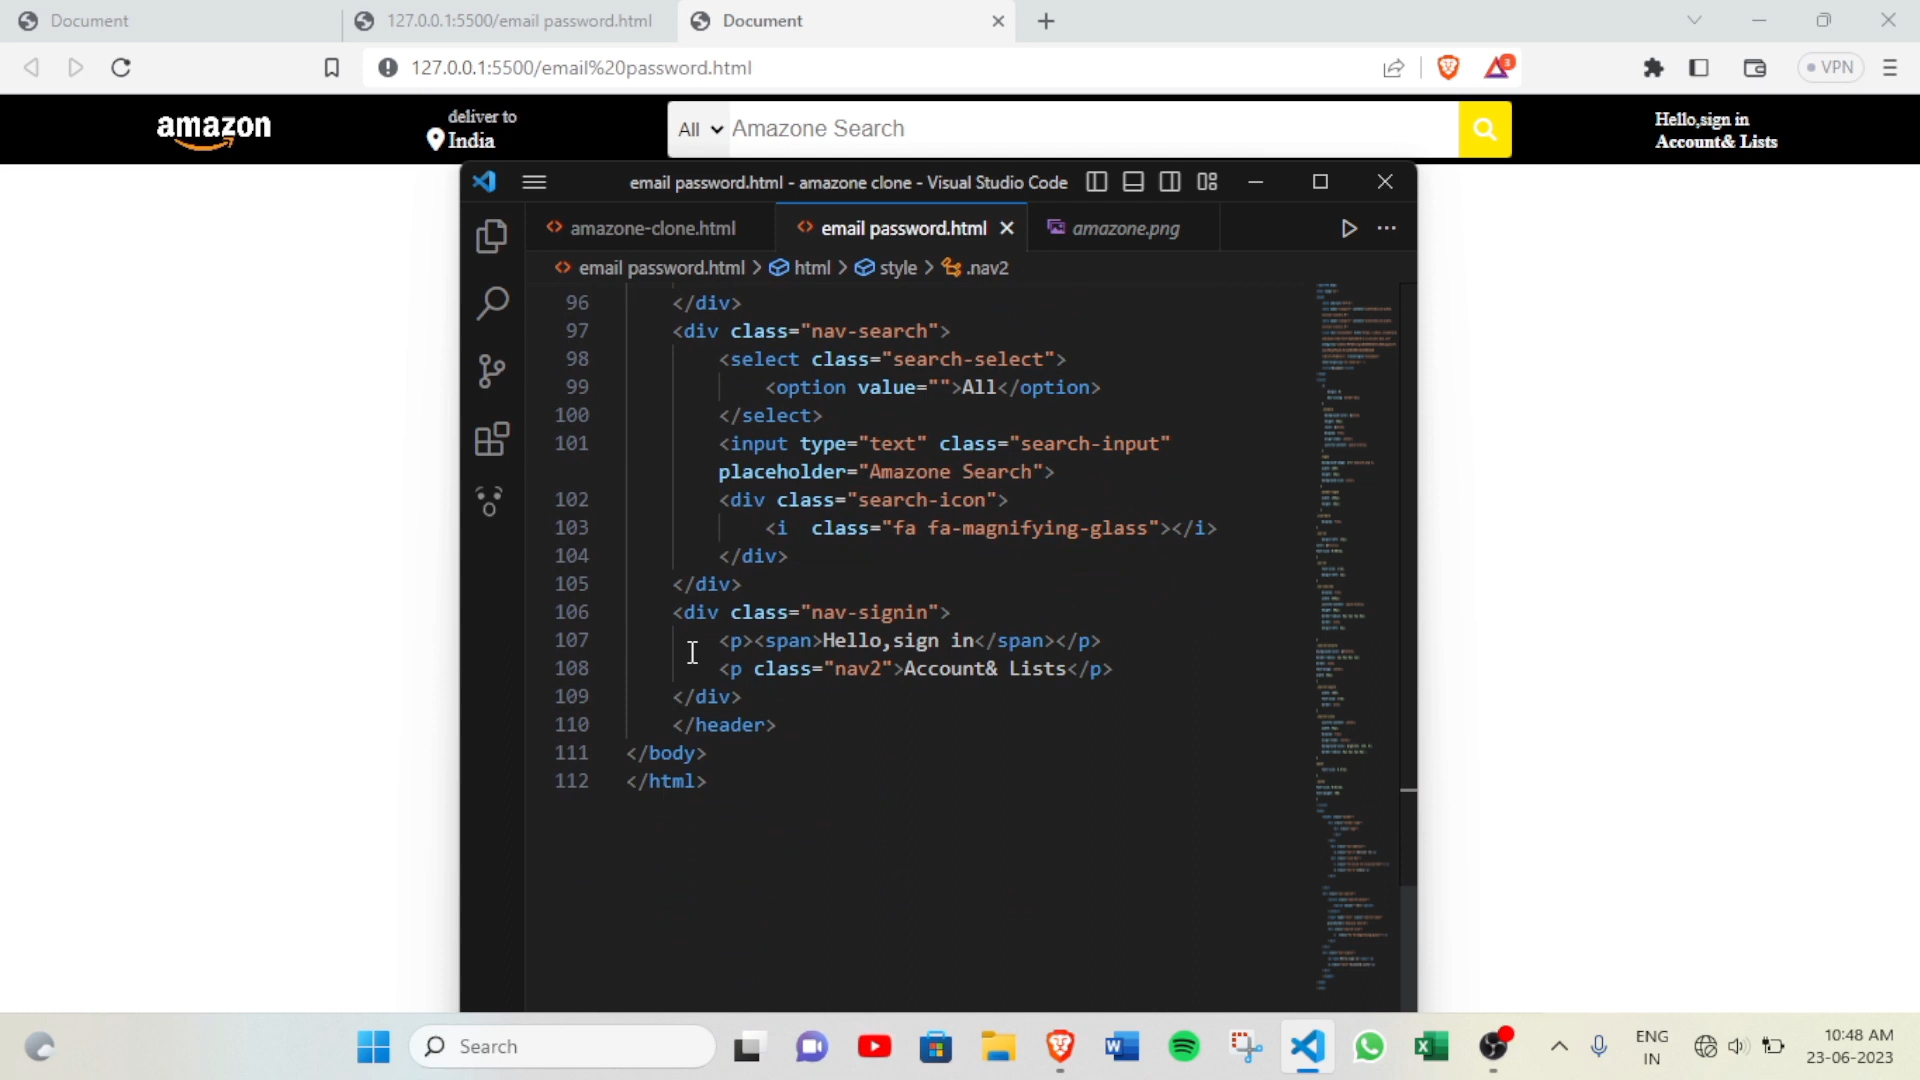 Document
127.0.0.1:5500/email password.html
Document
127.0.0.1:5500/email%20password.html
3
VPN
amazon
deliver to
India
All
Amazone Search
Hello,sign in
Account& Lists
email password.html - amazone clone - Visual Studio Code
amazone-clone.html
email password.html
amazone.png
email password.html > html > style > .nav2
96 </div>
97 <div class="nav-search">
98 <select class="search-select">
99 <option value="">All</option>
100 </select>
101 <input type="text" class="search-input"
placeholder="Amazone Search">
102 <div class="search-icon">
103 <i  class="fa fa-magnifying-glass"></i>
104 </div>
105 </div>
106 <div class="nav-signin">
107 <p><span>Hello,sign in</span></p>
108 <p class="nav2">Account& Lists</p>
109 </div>
110 </header>
111 </body>
112 </html>
Search
ENG
IN
10:48 AM
23-06-2023